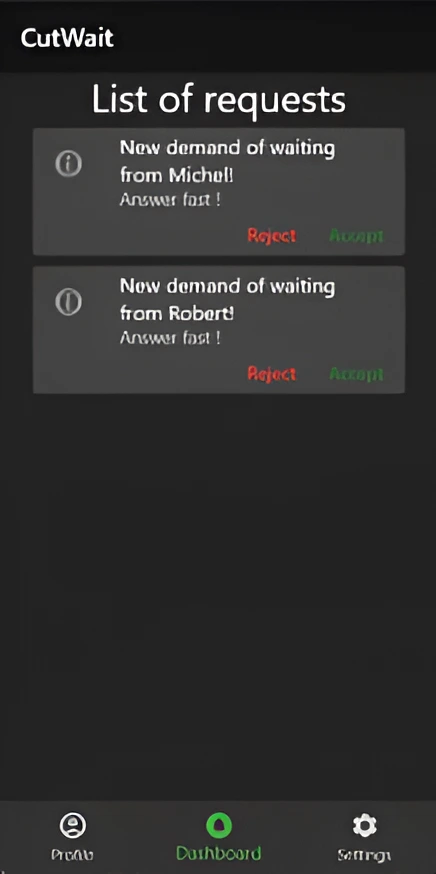 CutWait
List of requests
New demand of waiting
from Michel!
Answer fast !
Reject Accept
New demand of waiting
from Robert!
Answer fast !
Reject Accept
Profile Dashboard Settings